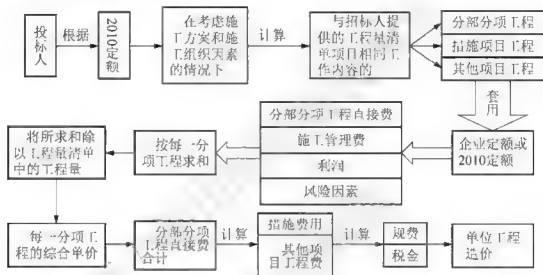 投标人
根据
2010定额
在考虑施
工方案和施
工组织因素
的情况下
计算
与招标人提
供的工程量清
单项目相同工
作内容的
分部分项工程
措施项目工程
其他项目工程
套
用
企业定额或
2010定额
分部分项工程直接费
施工管理费
利润
风险因素
按每一分
项工程求和
将所求和除
以工程量清单
中的工程量
每一分项工
程的综合单价
分部分项
工程直接费
合计
计算
措施费用
其他项
目工程费
计算
规费
税金
单位工程
造价